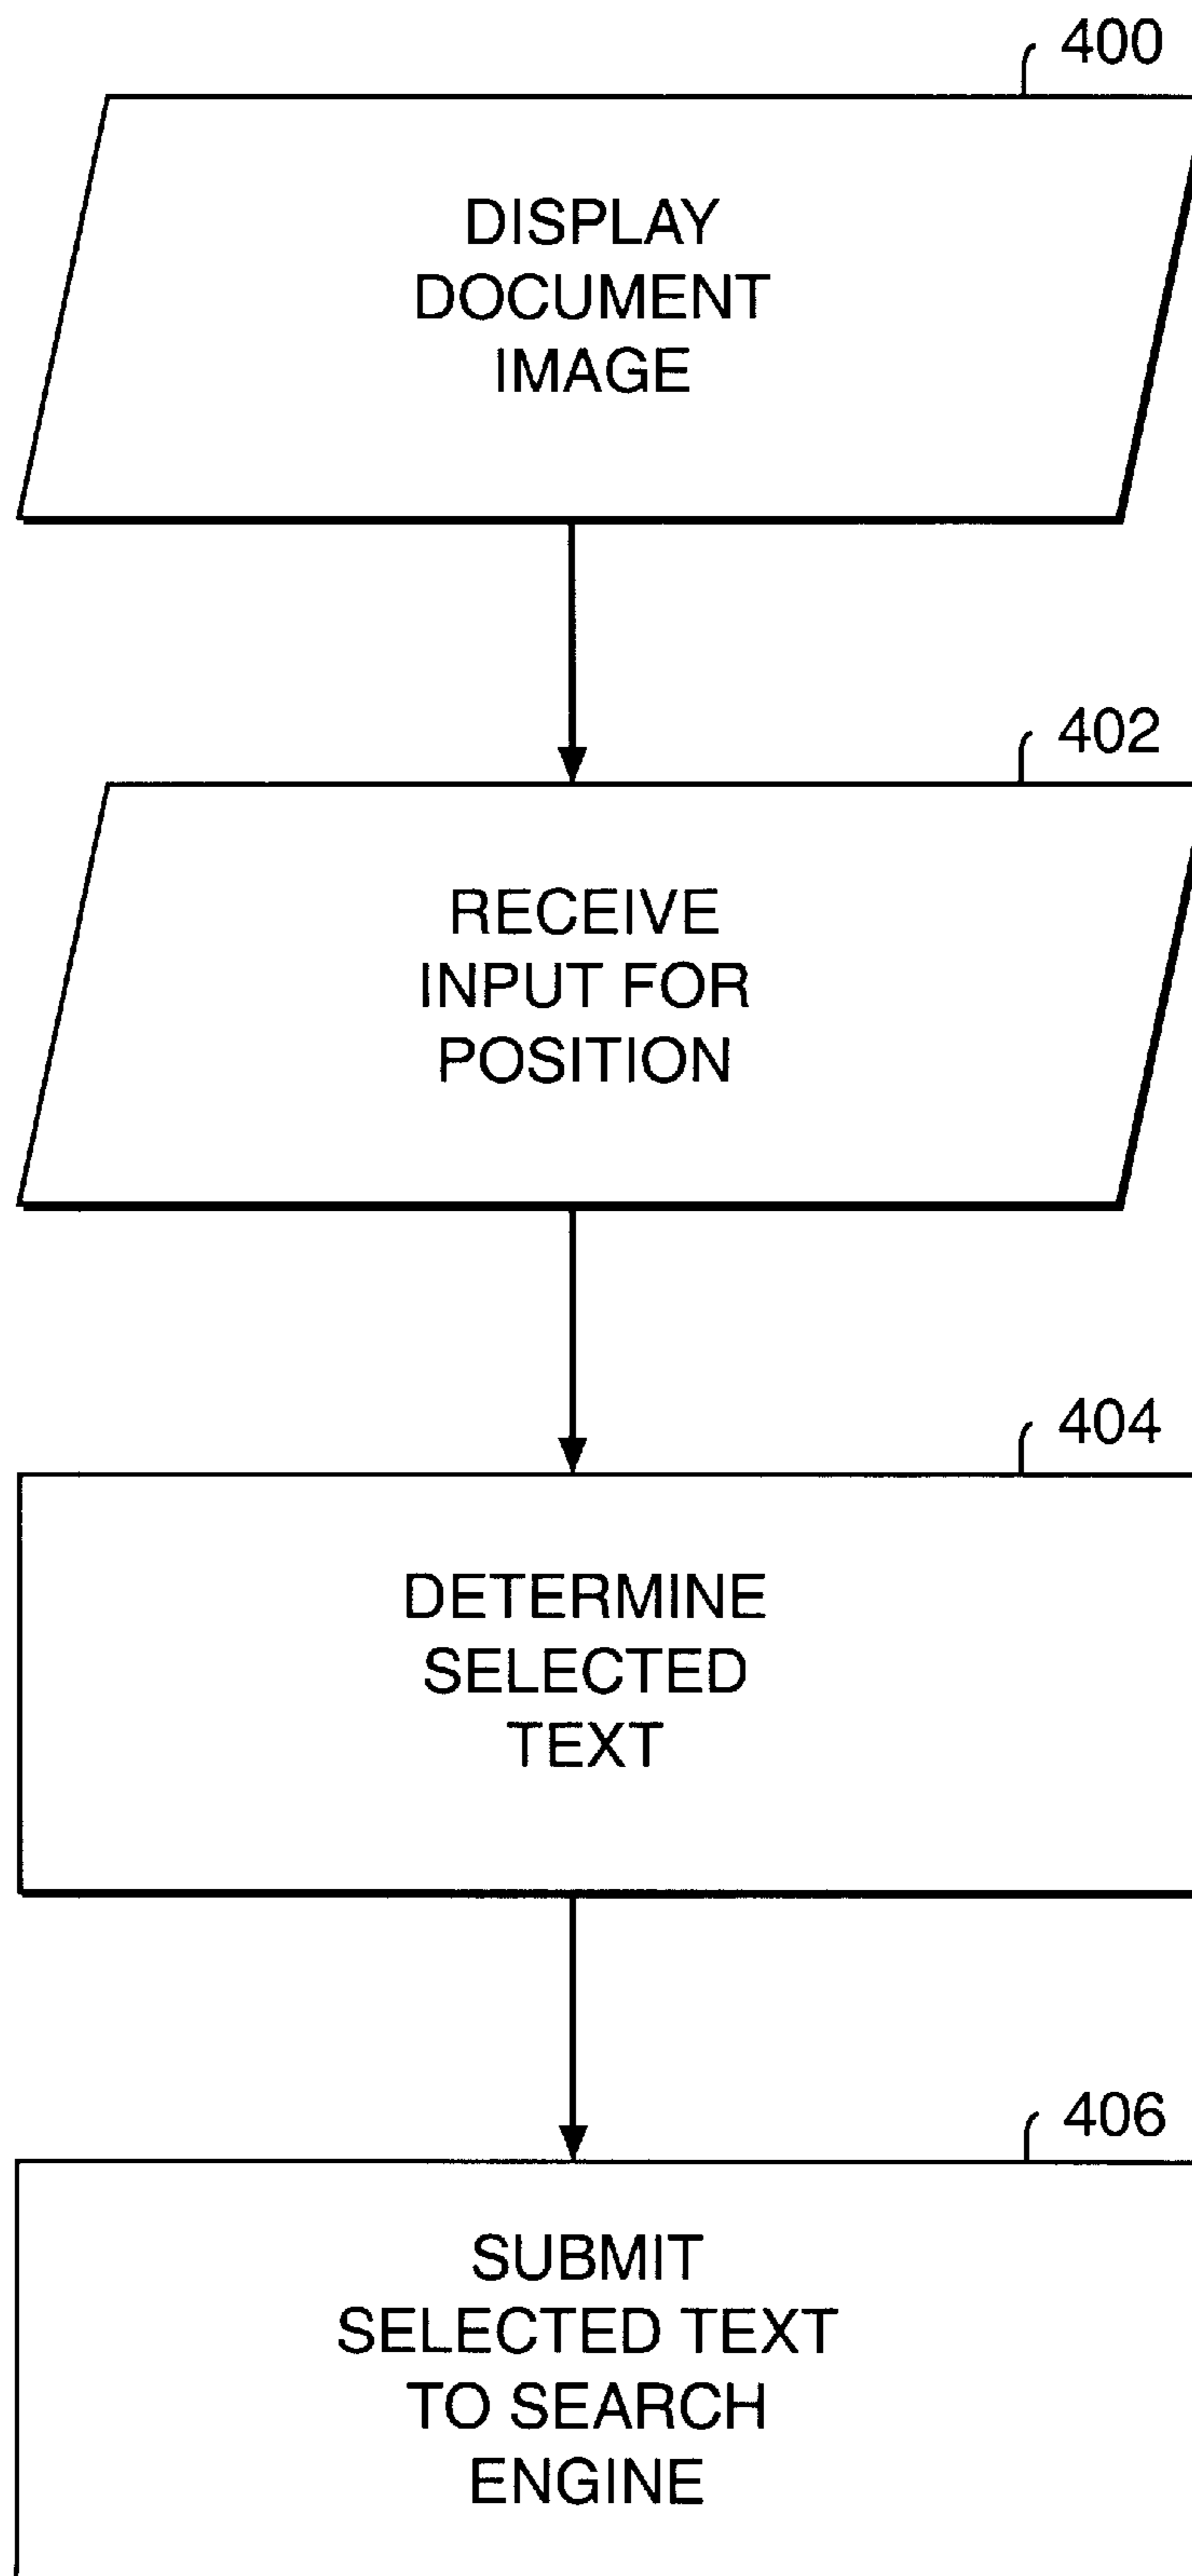 400
DISPLAY
DOCUMENT
IMAGE
402
RECEIVE
INPUT FOR
POSITION
404
DETERMINE
SELECTED
TEXT
406
SUBMIT
SELECTED TEXT
TO SEARCH
ENGINE